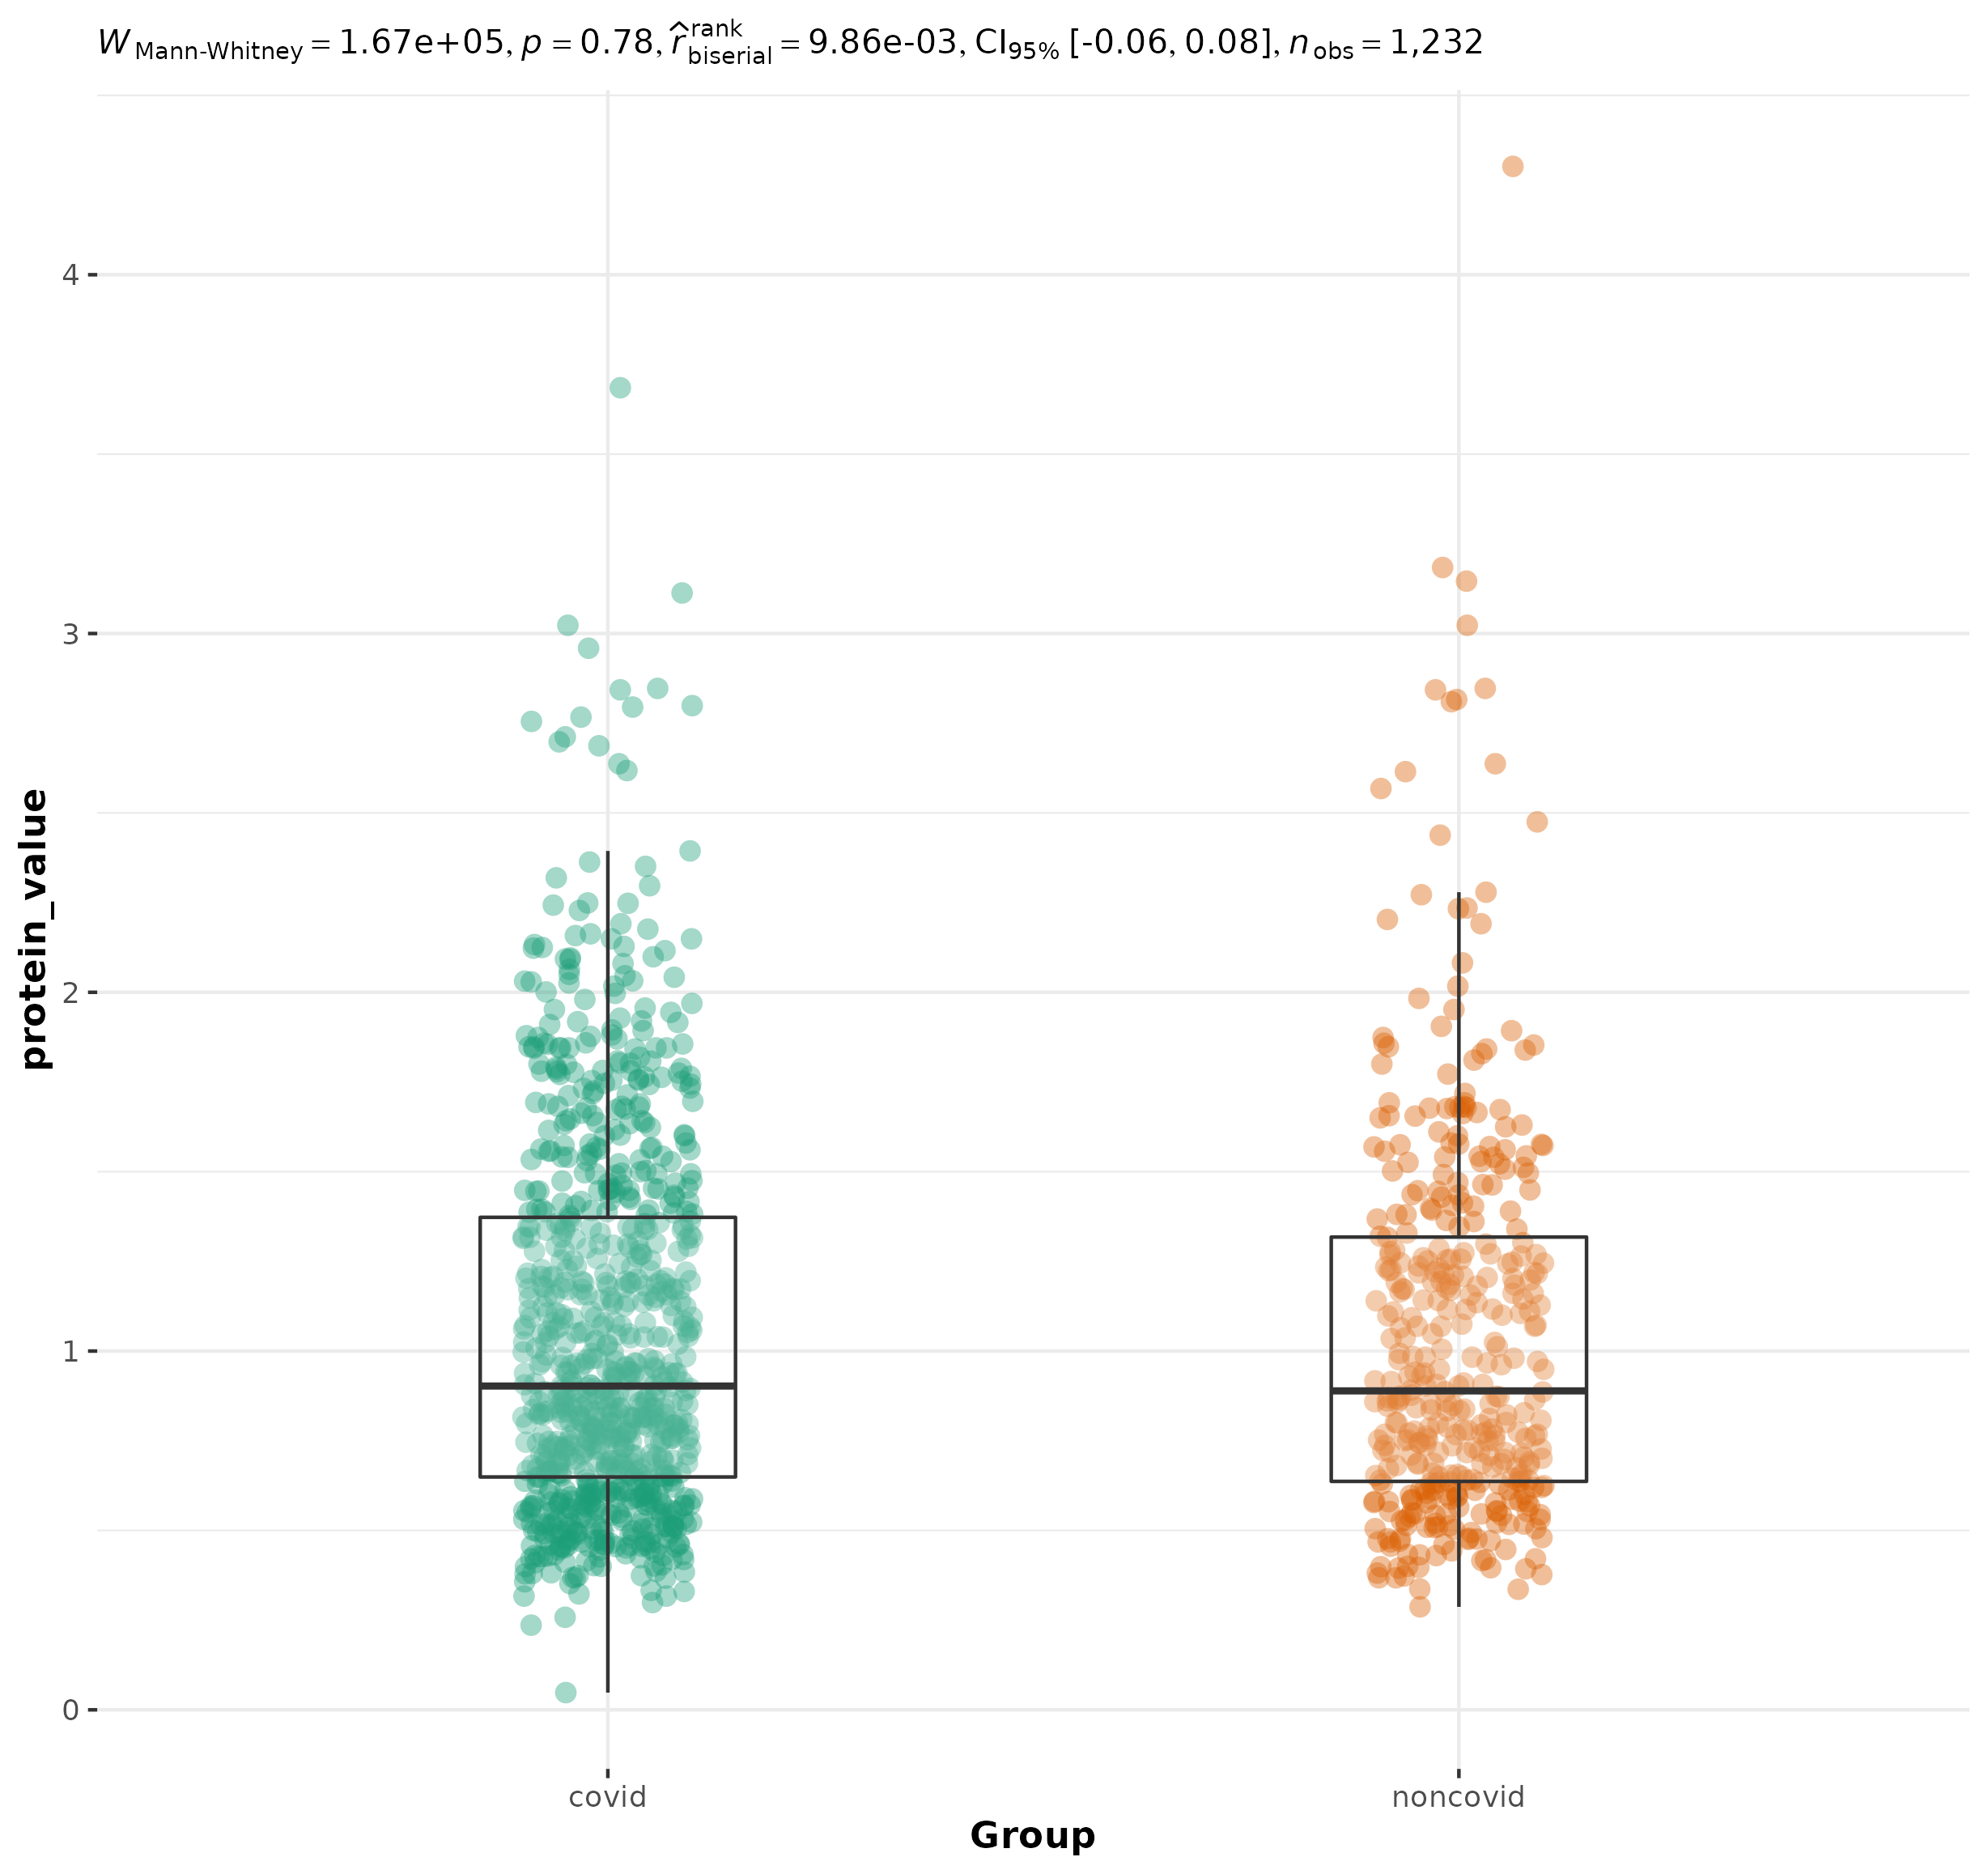 W Mann-Whitney = 1.67e+05, p = 0.78, r̂ rank biserial = 9.86e-03, CI95% [-0.06, 0.08], n obs = 1,232
4
3
2
1
0
protein_value
covid noncovid
Group